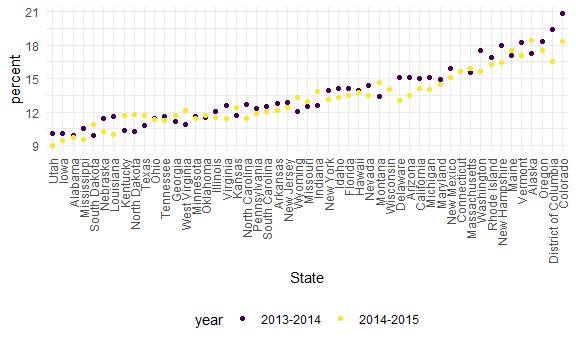 21
18
15
12
9
percent
Utah
Iowa
Alabama
Mississippi
South Dakota
Nebraska
Louisiana
Kentucky
North Dakota
Texas
Ohio
Tennessee
Georgia
West Virginia
Minnesota
Oklahoma
Illinois
Virginia
Kansas
North Carolina
Pennsylvania
South Carolina
Arkansas
New Jersey
Wyoming
Missouri
Indiana
New York
Idaho
Florida
Hawaii
Nevada
Montana
Wisconsin
Delaware
Arizona
California
Michigan
Maryland
New Mexico
Connecticut
Massachusetts
Washington
Rhode Island
New Hampshire
Maine
Vermont
Alaska
Oregon
District of Columbia
Colorado
State
year 2013-2014 2014-2015